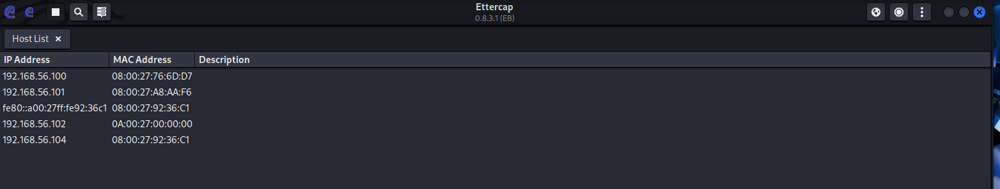 Ettercap
0.8.3.1 (EB)
Host List ×
IP Address MAC Address Description
192.168.56.100 08:00:27:76:6D:D7
192.168.56.101 08:00:27:A8:AA:F6
fe80::a00:27ff:fe92:36c1 08:00:27:92:36:C1
192.168.56.102 0A:00:27:00:00:00
192.168.56.104 08:00:27:92:36:C1